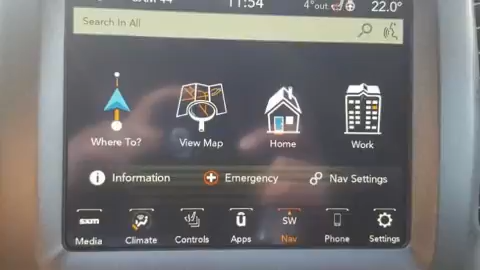 11:54
4°out
22.0°
Search In All
Where To?
View Map
Home
Work
Information
Emergency
Nav Settings
sxm
SW
Media
Climate
Controls
Apps
Nav
Phone
Settings